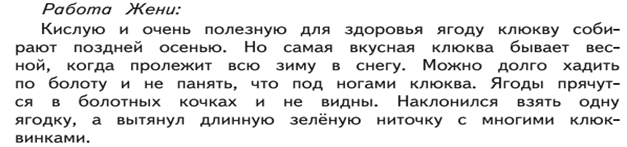 Работа Жени:
Кислую и очень полезную для здоровья ягоду клюкву соби-
рают поздней осенью. Но самая вкусная клюква бывает вес-
ной, когда пролежит всю зиму в снегу. Можно долго хадить
по болоту и не панять, что под ногами клюква. Ягоды прячут-
ся в болотных кочках и не видны. Наклонился взять одну
ягодку, а вытянул длинную зелёную ниточку с многими клюк-
винками.